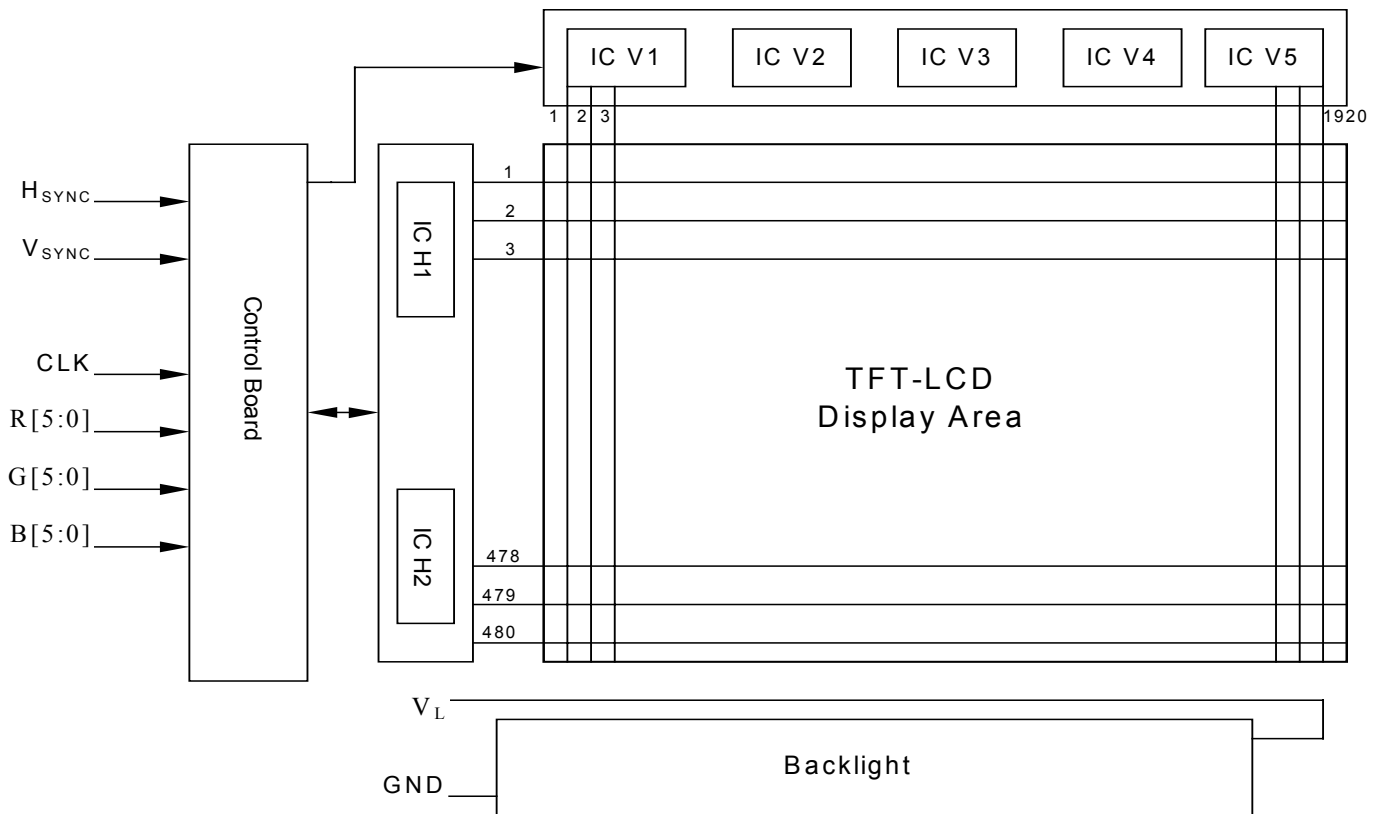 IC V1 IC V2 IC V3 IC V4 IC V5
1 2 3 1920
HSYNC
VSYNC
CLK
R[5:0]
G[5:0]
B[5:0]
Control Board
IC H1
IC H2
1
2
3
478
479
480
TFT-LCD
Display Area
VL
GND
Backlight